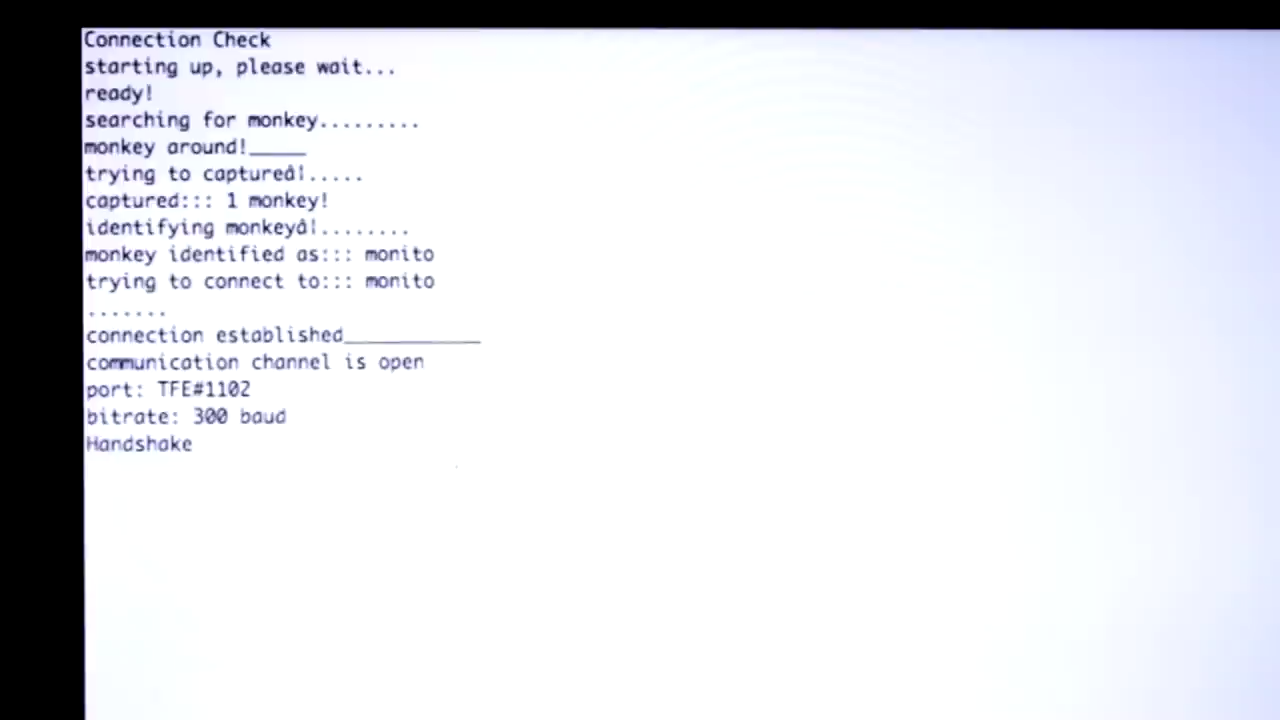 Connection Check
starting up, please wait...
ready!
searching for monkey.........
monkey around!_____
trying to captureâ¦.....
captured::: 1 monkey!
identifying monkeyâ¦........
monkey identified as::: monito
trying to connect to::: monito
.......
connection established____________
communication channel is open
port: TFE#1102
bitrate: 300 baud
Handshake